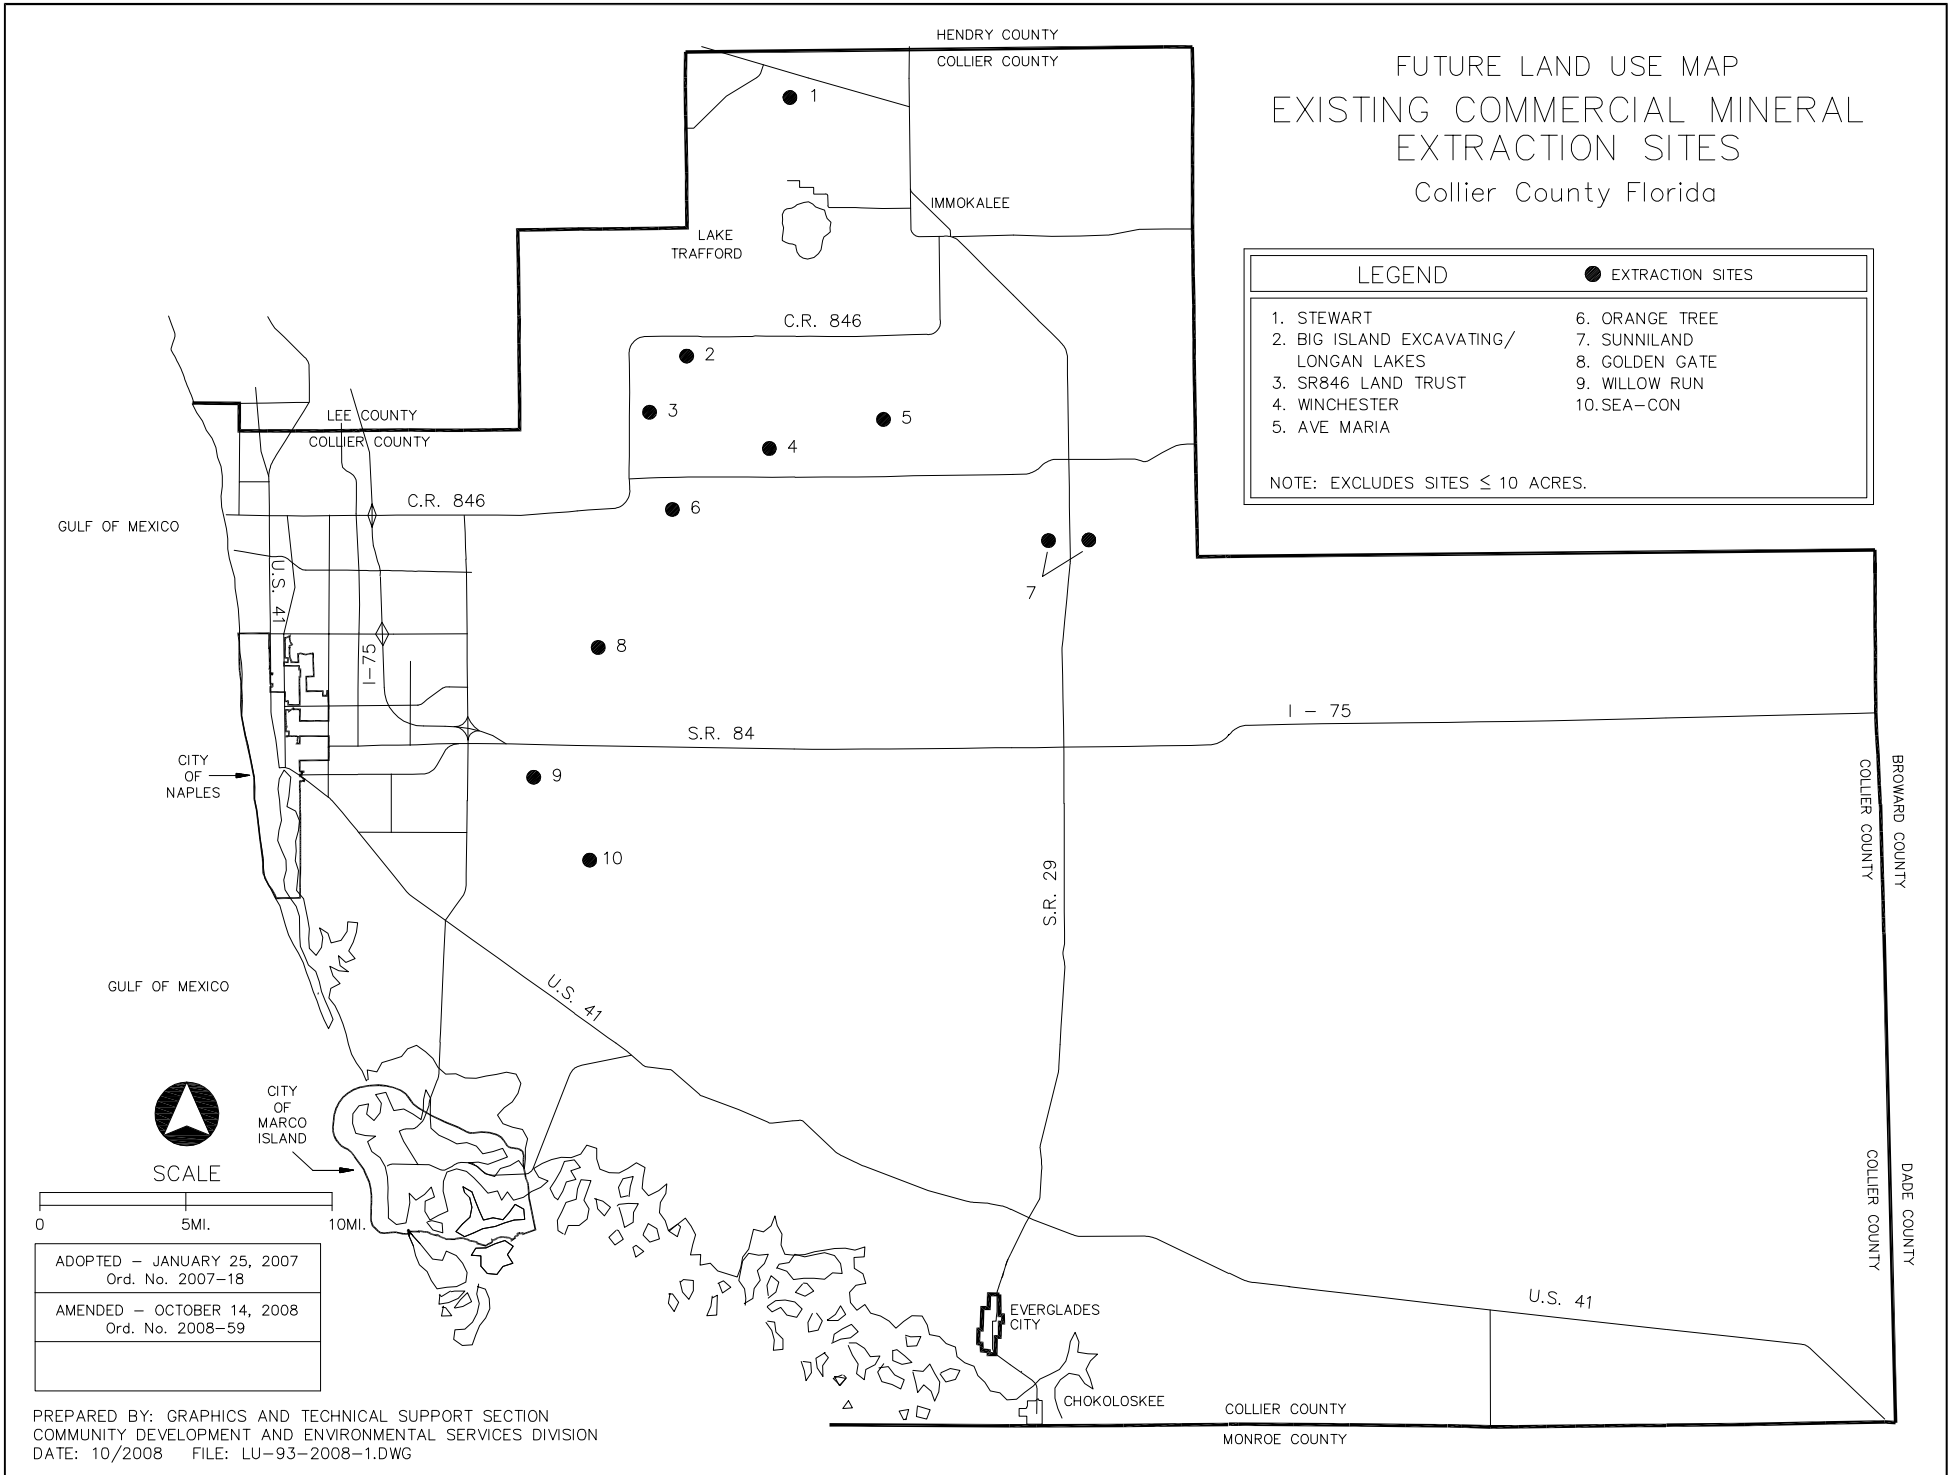 HENDRY COUNTY
COLLIER COUNTY
FUTURE LAND USE MAP
EXISTING COMMERCIAL MINERAL
EXTRACTION SITES
Collier County Florida
1
IMMOKALEE
LAKE
TRAFFORD
LEGEND
EXTRACTION SITES
1. STEWART
2. BIG ISLAND EXCAVATING/
LONGAN LAKES
3. SR846 LAND TRUST
4. WINCHESTER
5. AVE MARIA
6. ORANGE TREE
7. SUNNILAND
8. GOLDEN GATE
9. WILLOW RUN
10.SEA-CON
NOTE: EXCLUDES SITES ≤ 10 ACRES.
C.R. 846
2
3
5
4
LEE COUNTY
COLLIER COUNTY
C.R. 846
6
GULF OF MEXICO
U.S. 41
7
8
I-75
I - 75
S.R. 84
CITY
OF
NAPLES
9
BROWARD COUNTY
COLLIER COUNTY
10
S.R. 29
GULF OF MEXICO
U.S. 41
CITY
OF
MARCO
ISLAND
SCALE
0
5MI.
10MI.
DADE COUNTY
COLLIER COUNTY
ADOPTED - JANUARY 25, 2007
Ord. No. 2007-18
AMENDED - OCTOBER 14, 2008
Ord. No. 2008-59
U.S. 41
EVERGLADES
CITY
CHOKOLOSKEE
COLLIER COUNTY
MONROE COUNTY
PREPARED BY: GRAPHICS AND TECHNICAL SUPPORT SECTION
COMMUNITY DEVELOPMENT AND ENVIRONMENTAL SERVICES DIVISION
DATE: 10/2008 FILE: LU-93-2008-1.DWG